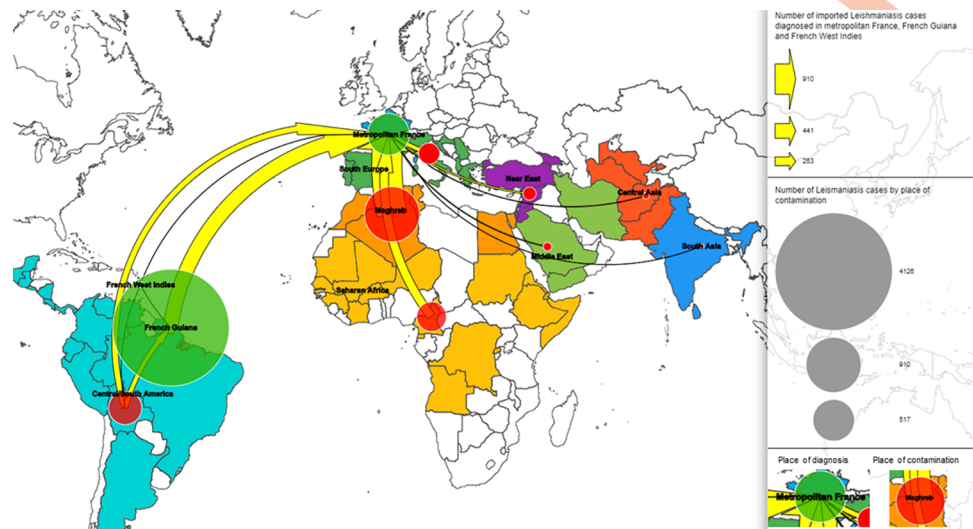 Number of imported Leishmaniasis cases
diagnosed in metropolitan France, French Guiana
and French West Indies
910
441
263
Number of Leismaniasis cases by place of
contamination
4126
910
517
Place of diagnosis
Place of contamination
Metropolitan France
Maghreb
Metropolitan France
South Europe
Near East
Central Asia
Maghreb
South Asia
Middle East
French West Indies
Saharan Africa
French Guiana
Central/South America